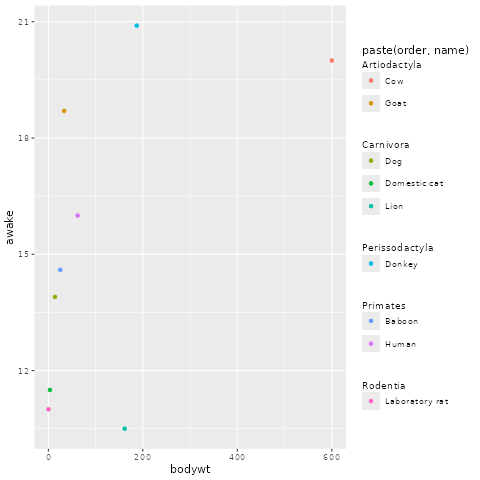 21
18
15
12
awake
0
200
400
600
bodywt
paste(order, name)
Artiodactyla
Cow
Goat
Carnivora
Dog
Domestic cat
Lion
Perissodactyla
Donkey
Primates
Baboon
Human
Rodentia
Laboratory rat